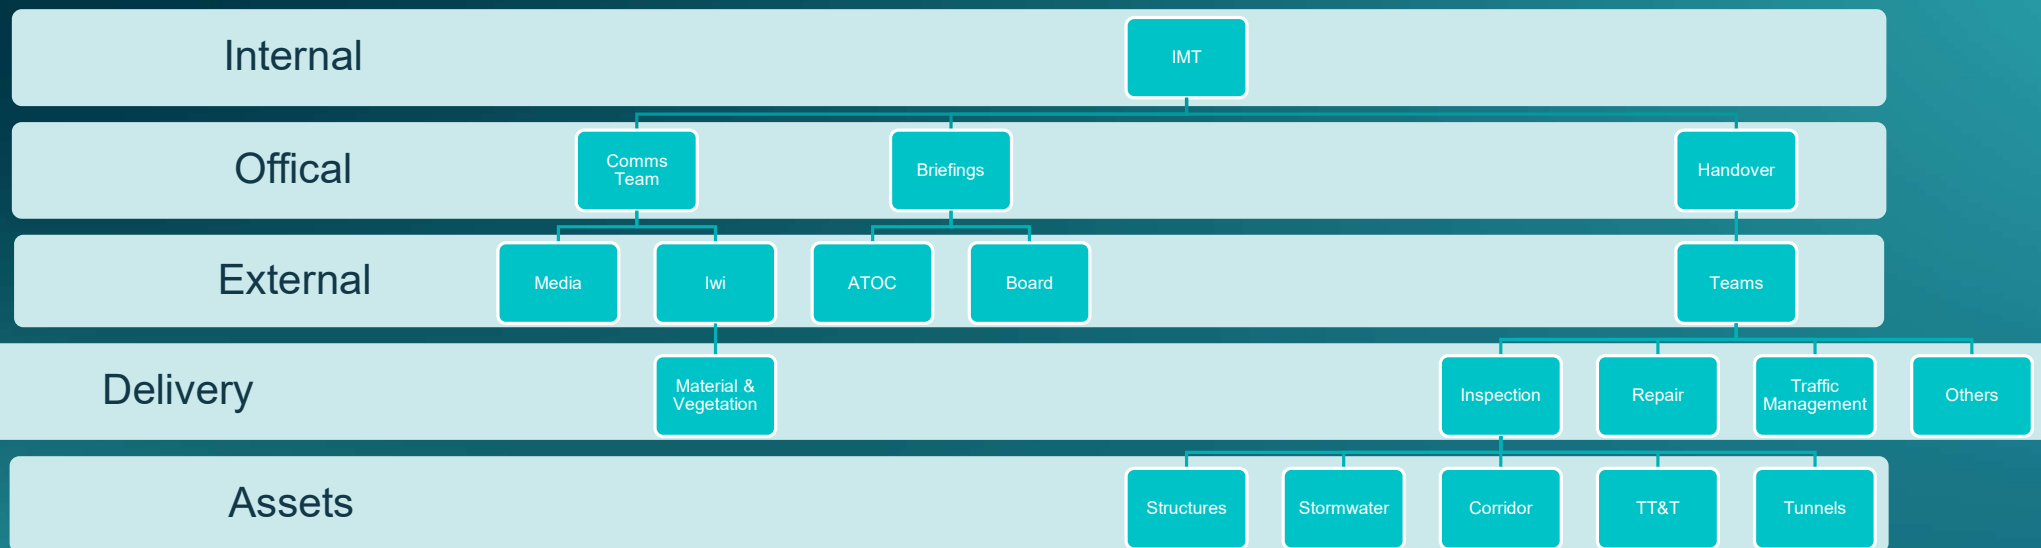 Internal
IMT
Offical
Comms
Team
Briefings
Handover
External
Media
Iwi
ATOC
Board
Teams
Delivery
Material &
Vegetation
Inspection
Repair
Traffic
Management
Others
Assets
Structures
Stormwater
Corridor
TT&T
Tunnels